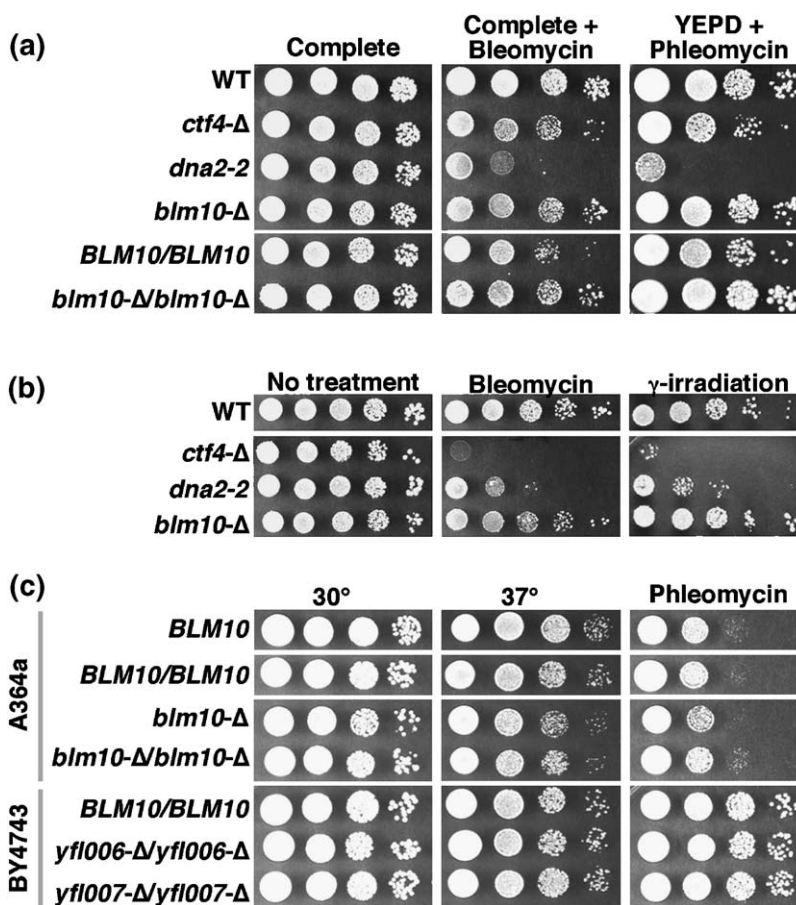 (a)
Complete
Complete +
Bleomycin
YEPD +
Phleomycin
WT
ctf4-Δ
dna2-2
blm10-Δ
BLM10/BLM10
blm10-Δ/blm10-Δ
(b)
No treatment
Bleomycin
γ-irradiation
WT
ctf4-Δ
dna2-2
blm10-Δ
(c)
30°
37°
Phleomycin
A364a
BLM10
BLM10/BLM10
blm10-Δ
blm10-Δ/blm10-Δ
BY4743
BLM10/BLM10
yfl006-Δ/yfl006-Δ
yfl007-Δ/yfl007-Δ